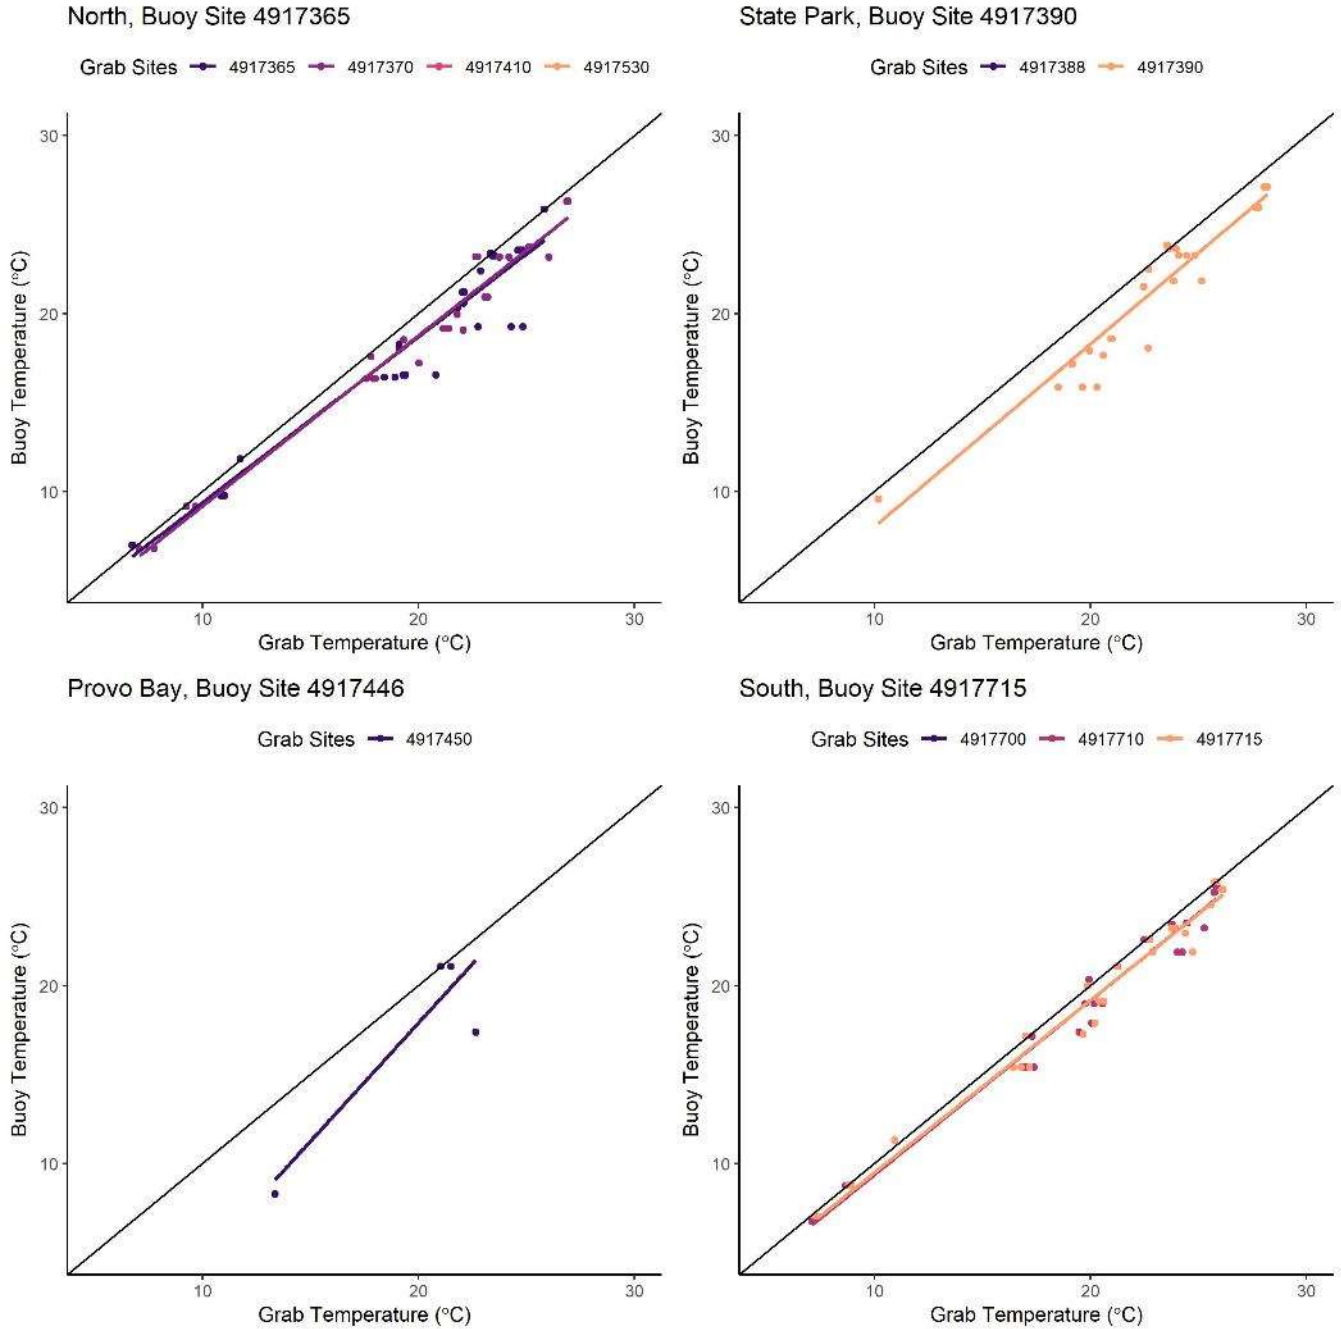 North, Buoy Site 4917365
Grab Sites 4917365 4917370 4917410 4917530
30
20
10
Buoy Temperature (°C)
10 20 30
Grab Temperature (°C)
State Park, Buoy Site 4917390
Grab Sites 4917388 4917390
30
20
10
Buoy Temperature (°C)
10 20 30
Grab Temperature (°C)
Provo Bay, Buoy Site 4917446
Grab Sites 4917450
30
20
10
Buoy Temperature (°C)
10 20 30
Grab Temperature (°C)
South, Buoy Site 4917715
Grab Sites 4917700 4917710 4917715
30
20
10
Buoy Temperature (°C)
10 20 30
Grab Temperature (°C)